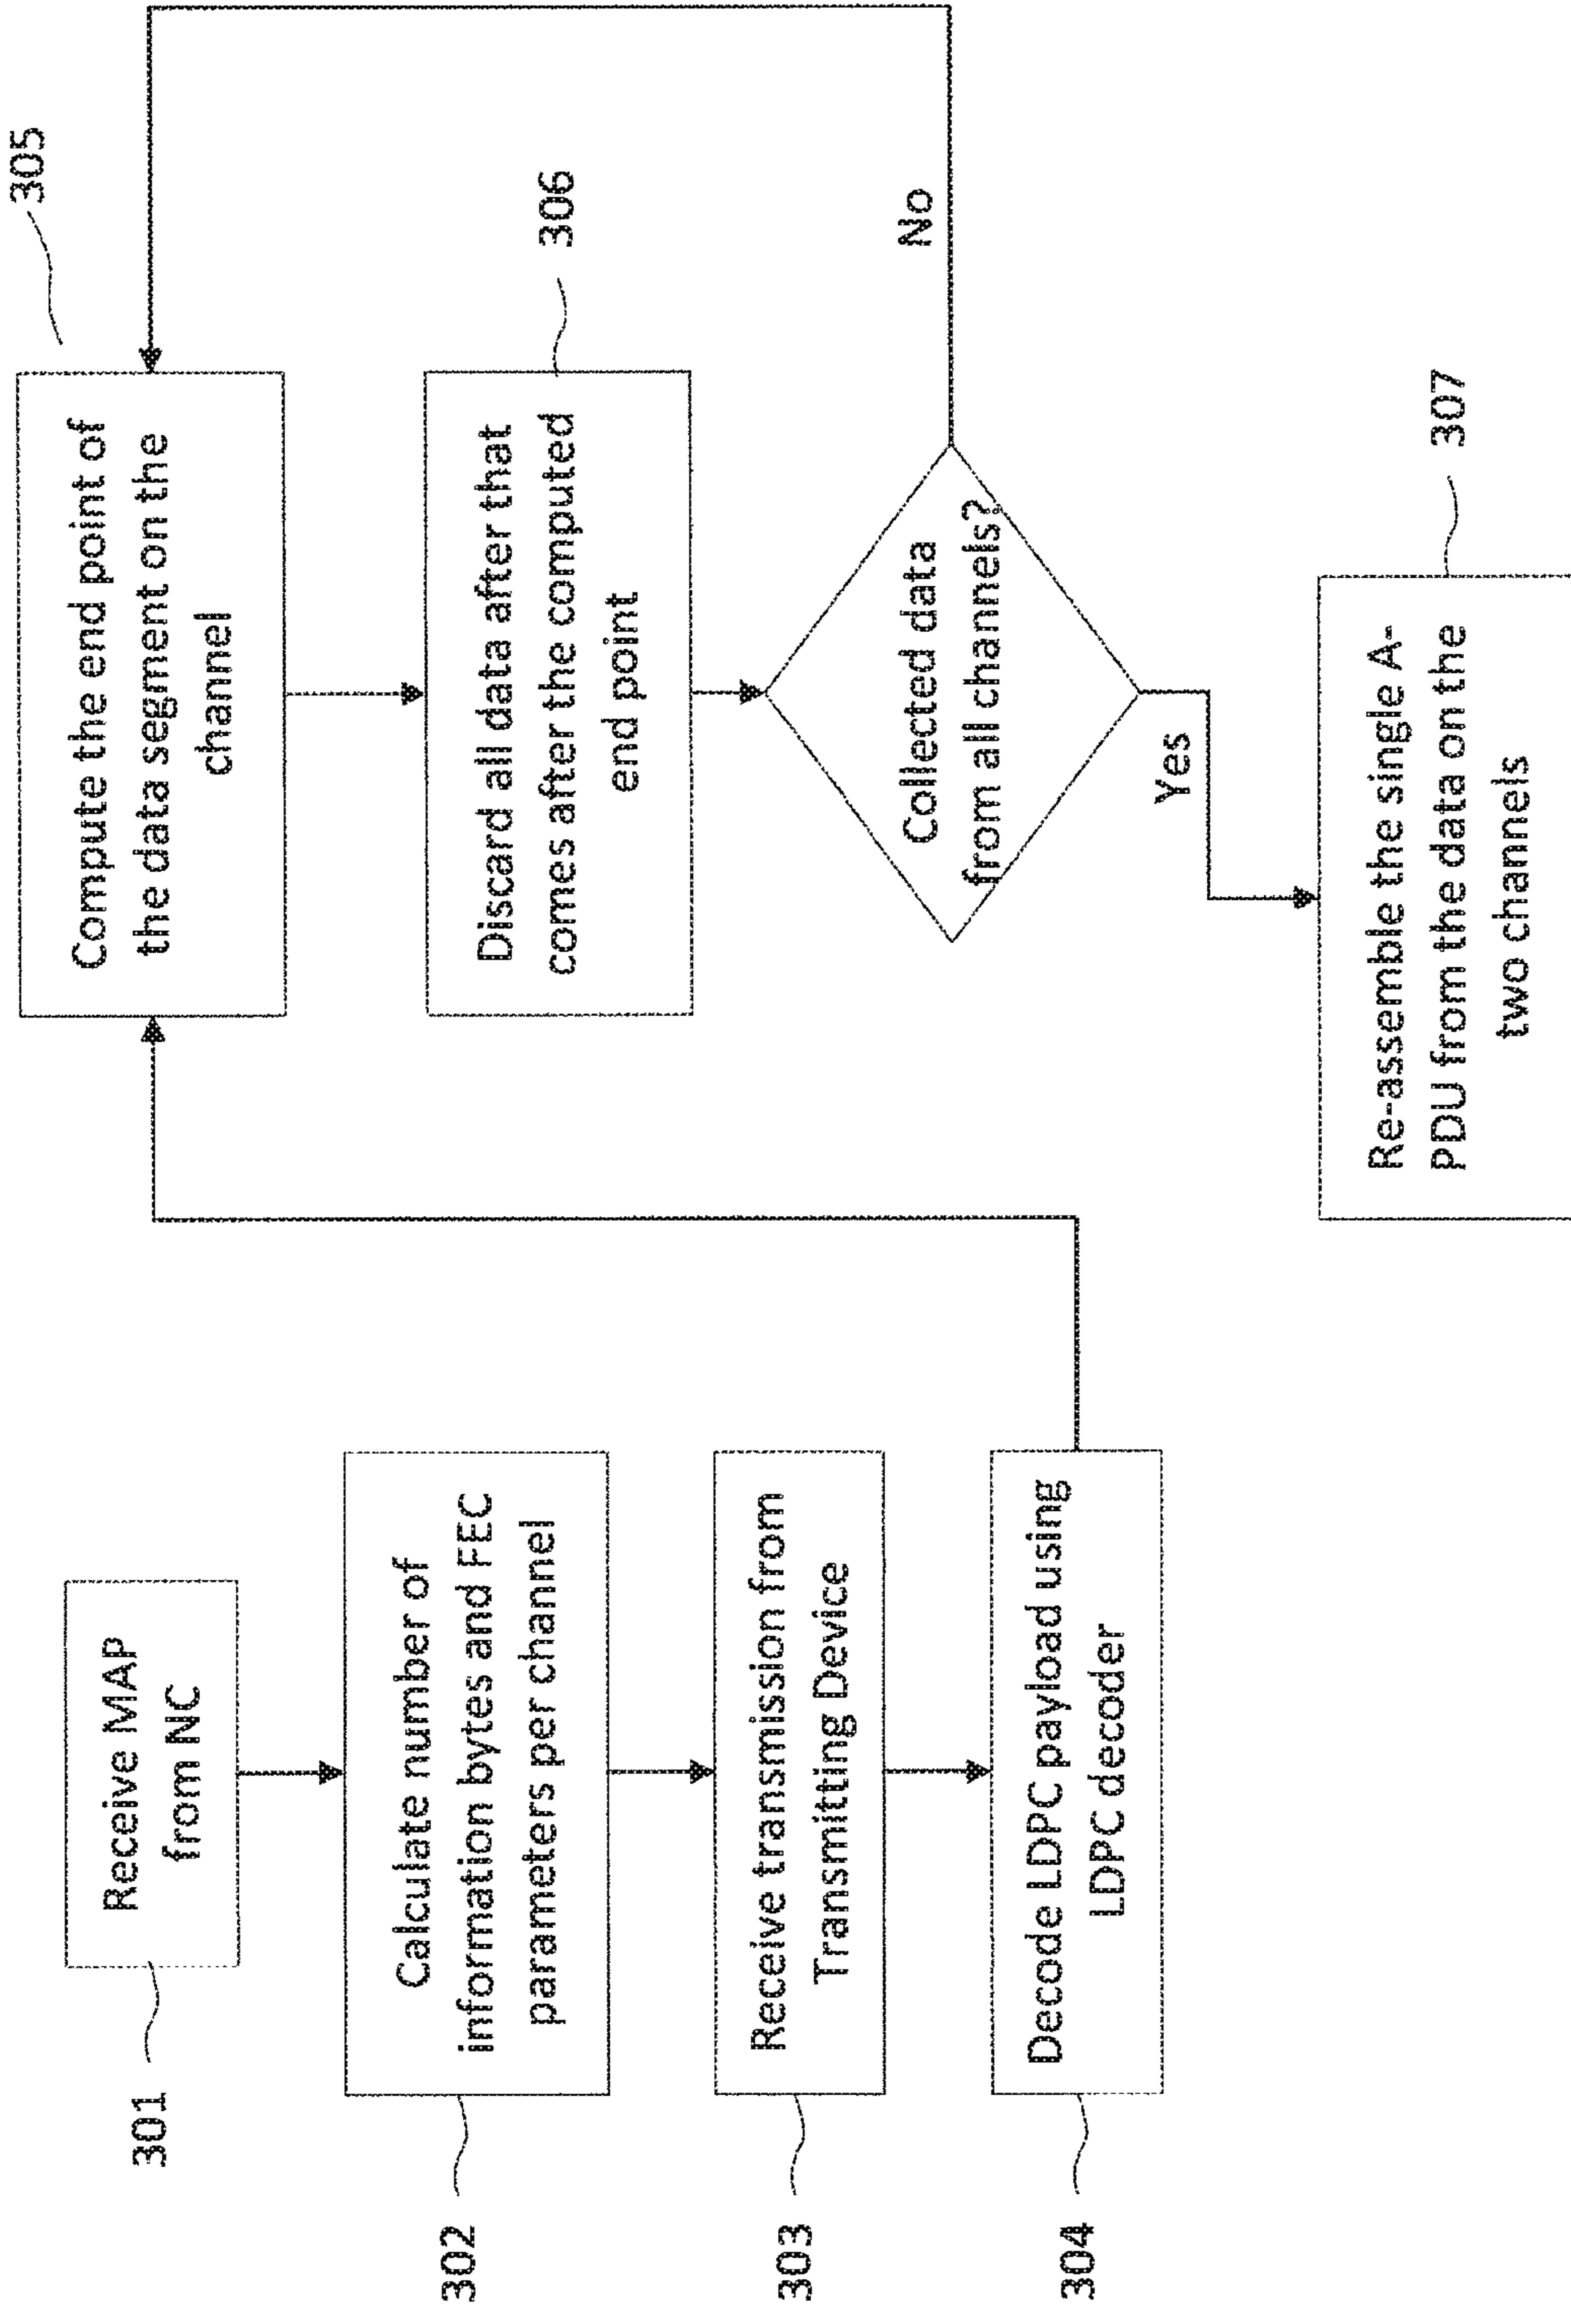 301
Receive MAP
from NC
302
Calculate number of
information bytes and FEC
parameters per channel
303
Receive transmission from
Transmitting Device
304
Decode LDPC payload using
LDPC decoder
305
Compute the end point of
the data segment on the
channel
306
Discard all data after that
comes after the computed
end point
Collected data
from all channels?
No
Yes
307
Re-assemble the single A-
PDU from the data on the
two channels